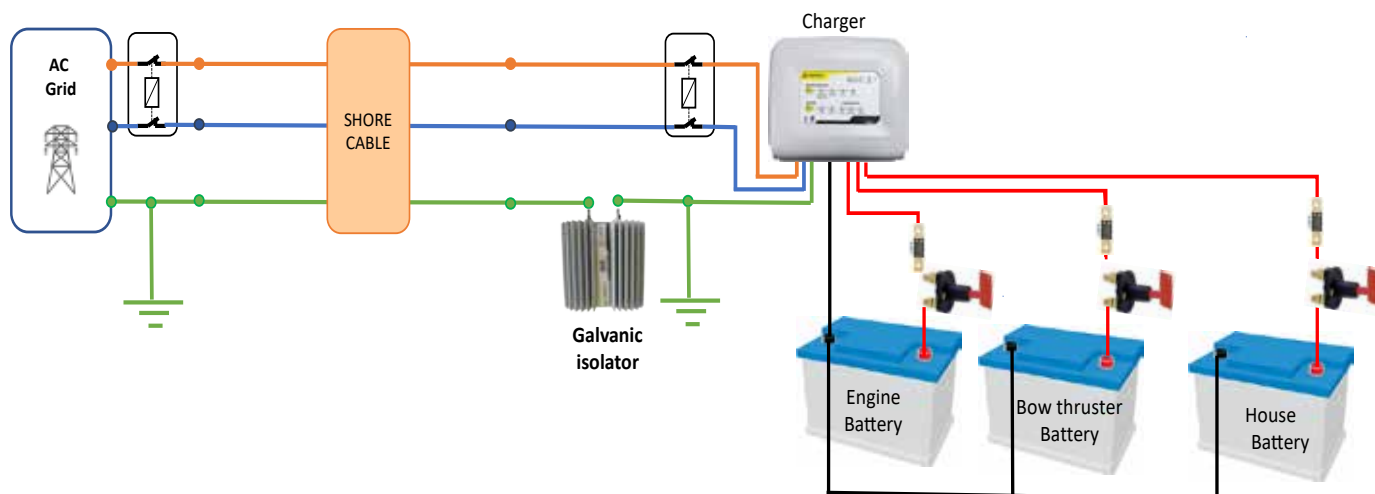 Charger
AC
Grid
SHORE
CABLE
Galvanic
isolator
Engine
Battery
Bow thruster
Battery
House
Battery